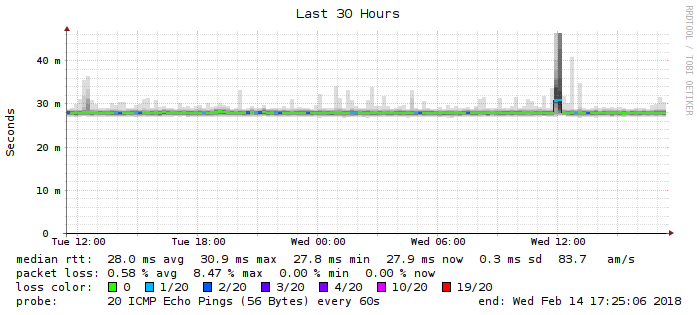 Last 30 Hours
RRDTOOL / TOBI OETIKER
Seconds
40 m
30 m
20 m
10 m
0
Tue 12:00 Tue 18:00 Wed 00:00 Wed 06:00 Wed 12:00
median rtt: 28.0 ms avg 30.9 ms max 27.8 ms min 27.9 ms now 0.3 ms sd 83.7 am/s
packet loss: 0.58 % avg 8.47 % max 0.00 % min 0.00 % now
loss color: 0 1/20 2/20 3/20 4/20 10/20 19/20
probe: 20 ICMP Echo Pings (56 Bytes) every 60s end: Wed Feb 14 17:25:06 2018